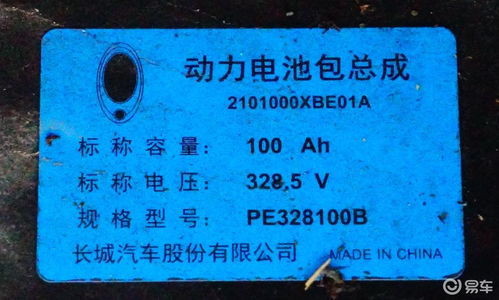 动力电池包总成
2101000XBE01A
标称容量： 100 Ah
标称电压： 328.5 V
规格型号： PE328100B
长城汽车股份有限公司 MADE IN CHINA
易车